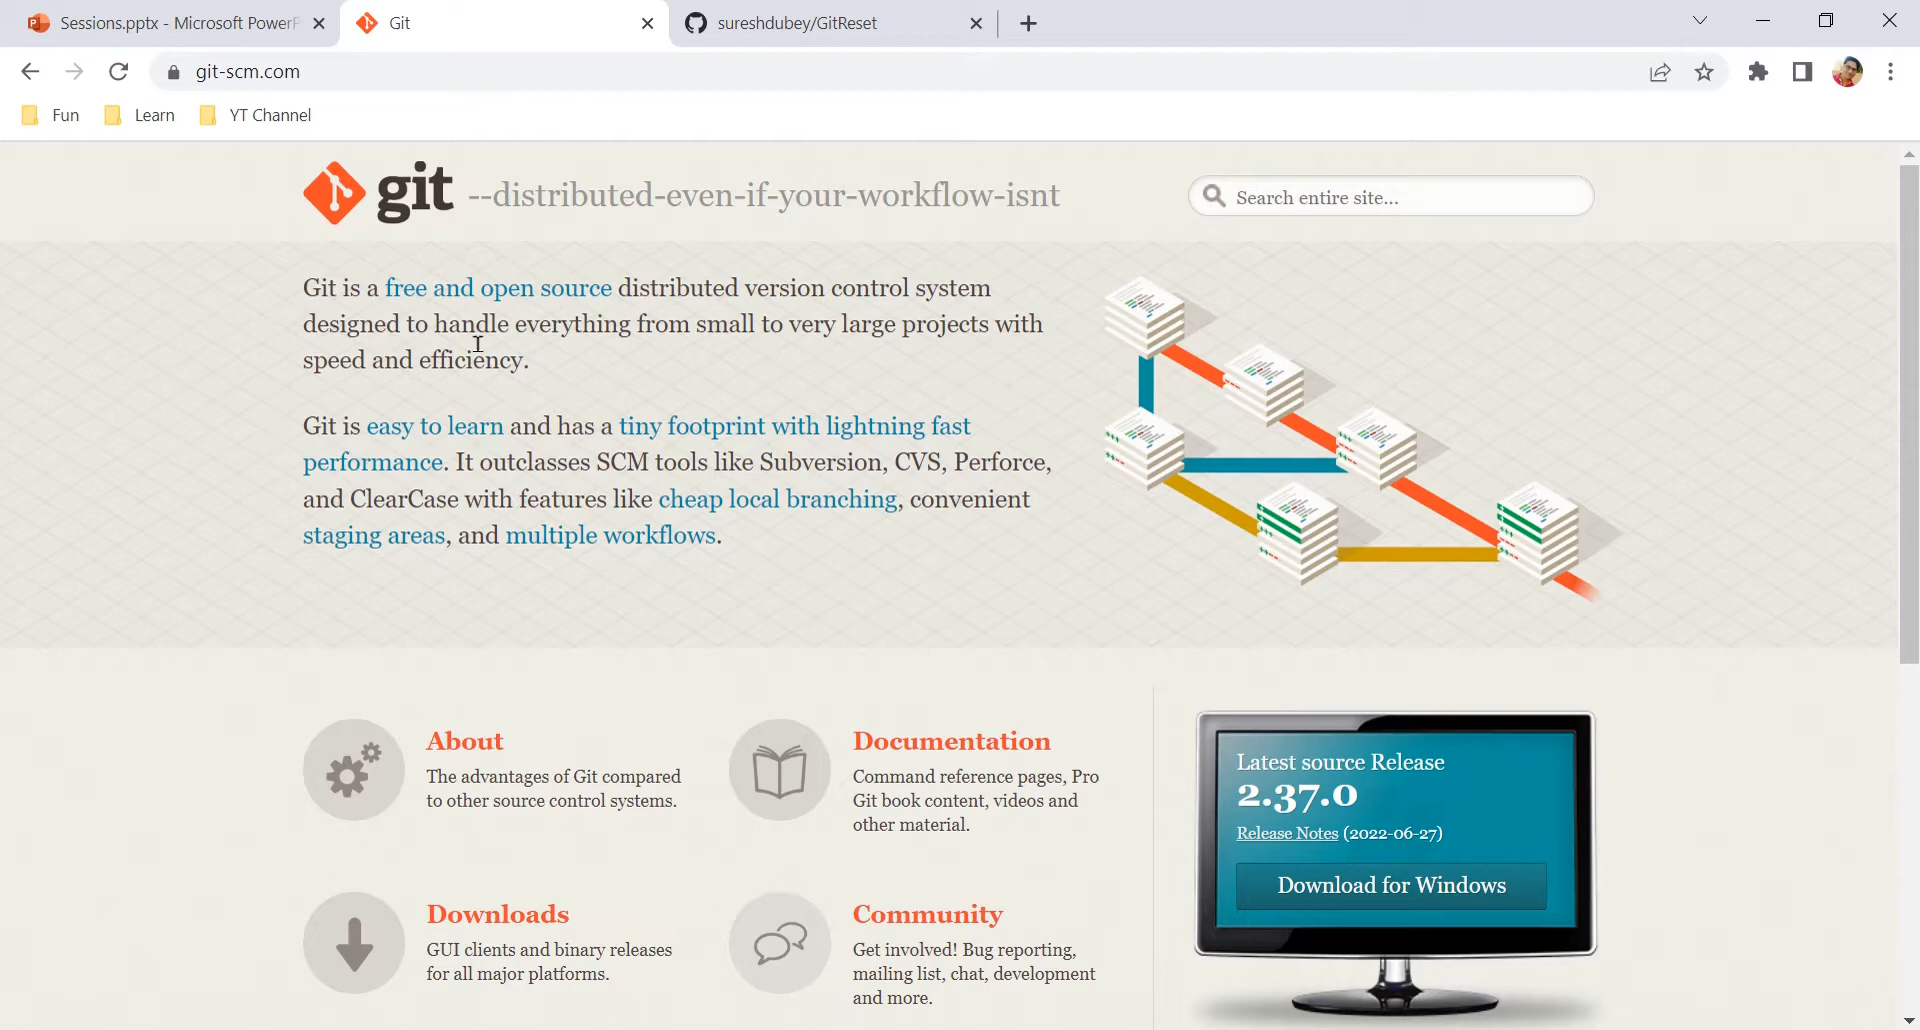 Sessions.pptx - Microsoft PowerP
Git
sureshdubey/GitReset
git-scm.com
Fun
Learn
YT Channel
git --distributed-even-if-your-workflow-isnt
Search entire site...
Git is a free and open source distributed version control system
designed to handle everything from small to very large projects with
speed and efficiency.
Git is easy to learn and has a tiny footprint with lightning fast
performance. It outclasses SCM tools like Subversion, CVS, Perforce,
and ClearCase with features like cheap local branching, convenient
staging areas, and multiple workflows.
About
The advantages of Git compared
to other source control systems.
Documentation
Command reference pages, Pro
Git book content, videos and
other material.
Downloads
GUI clients and binary releases
for all major platforms.
Community
Get involved! Bug reporting,
mailing list, chat, development
and more.
Latest source Release
2.37.0
Release Notes (2022-06-27)
Download for Windows